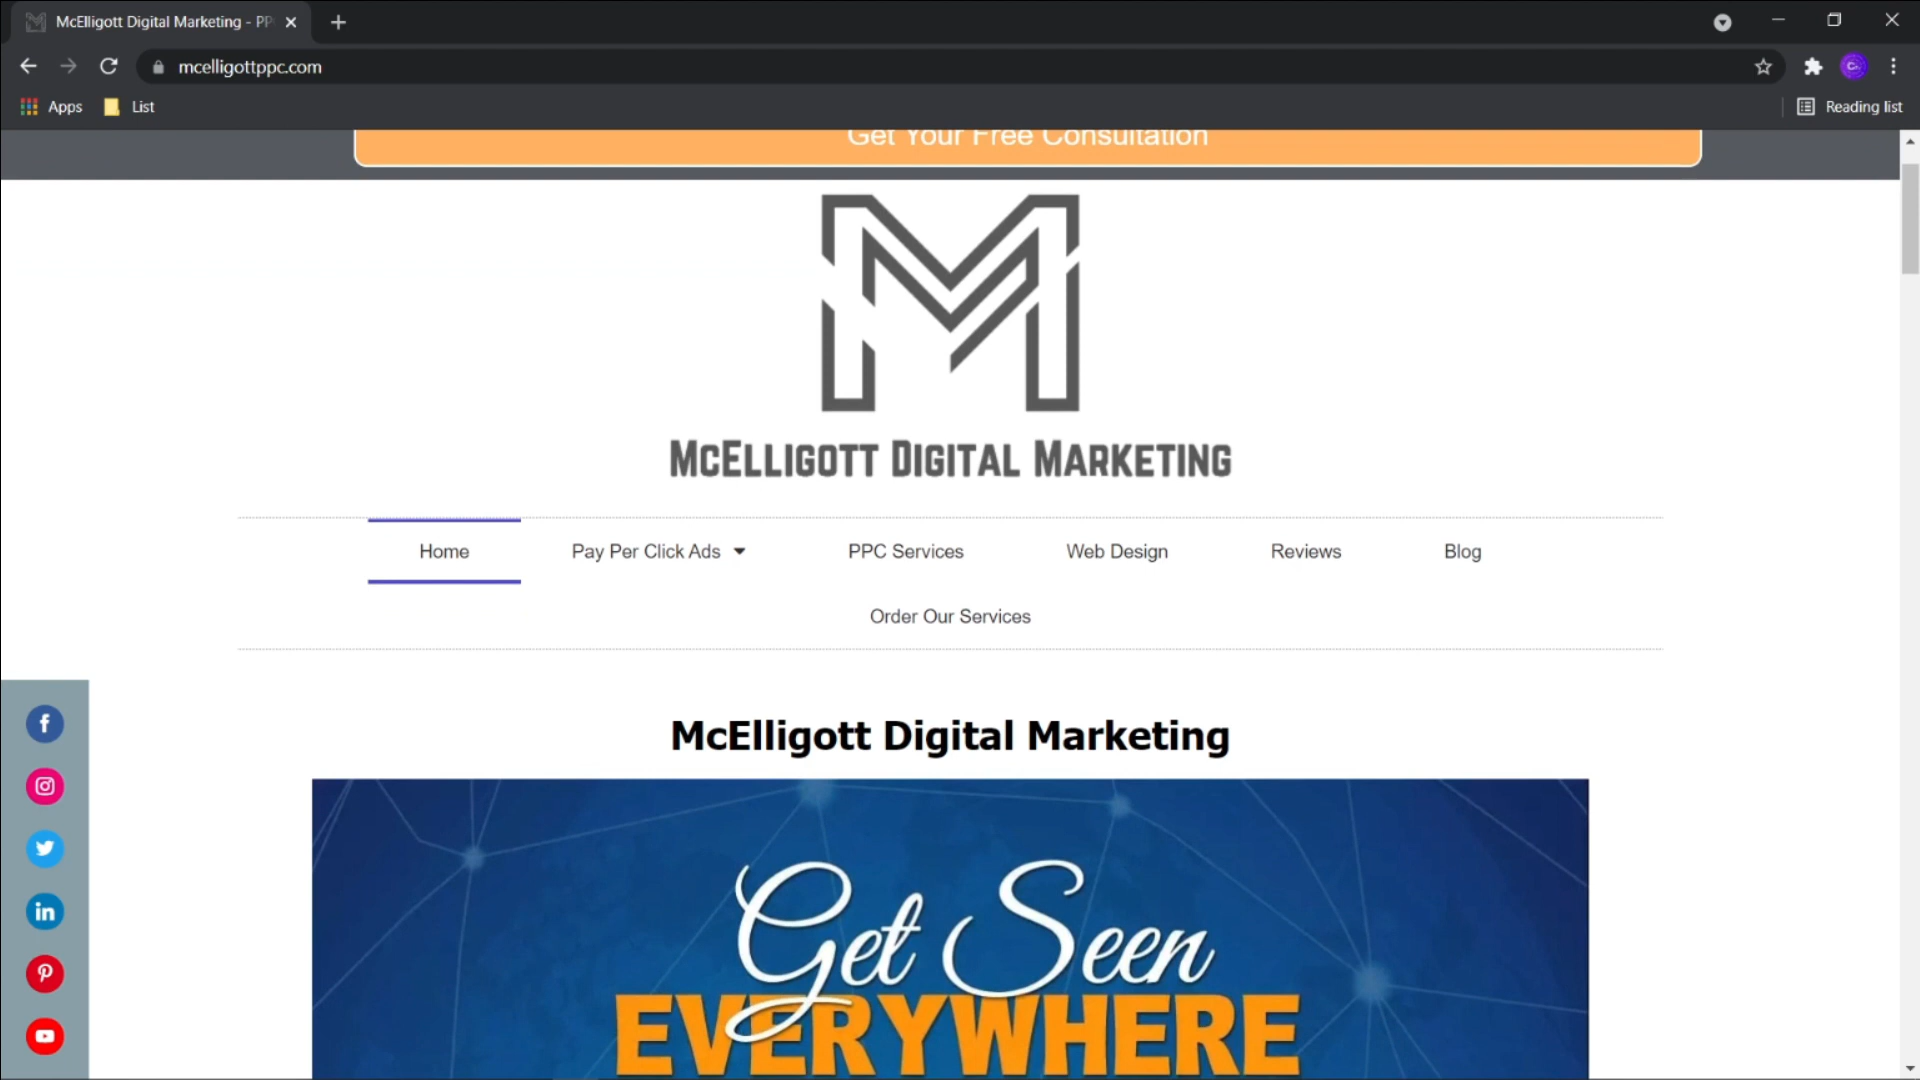 McElligott Digital Marketing - PP
mcelligottppc.com
Apps
List
Reading list
Get Your Free Consultation
McElligott Digital Marketing
Home
Pay Per Click Ads
PPC Services
Web Design
Reviews
Blog
Order Our Services
McElligott Digital Marketing
Get Seen
EVERYWHERE